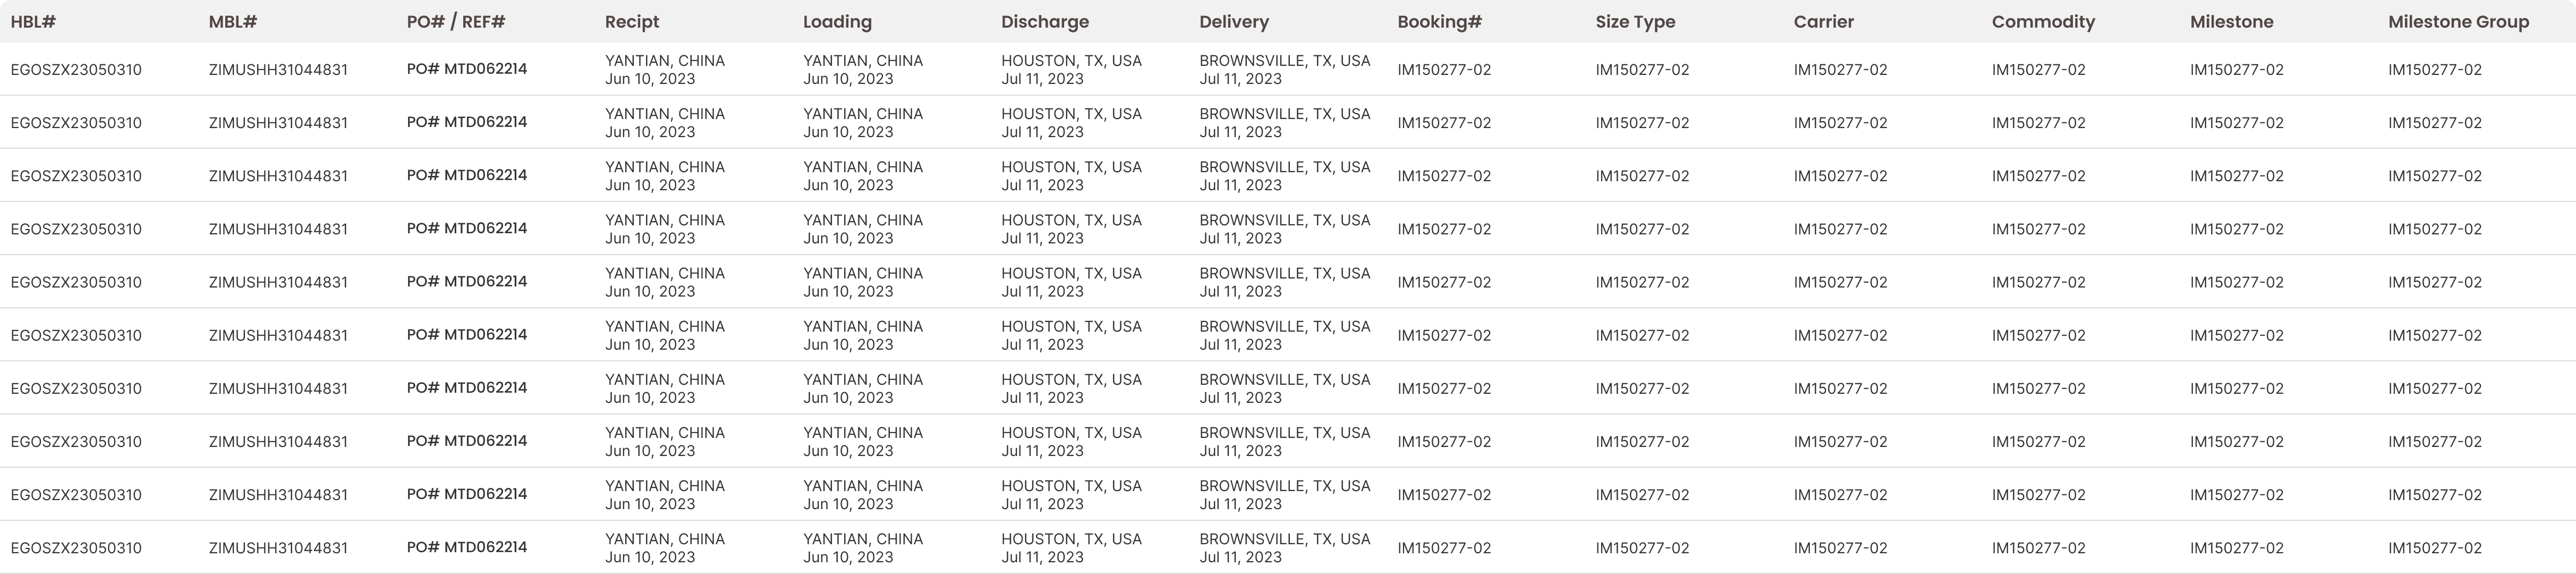 HBL# MBL# PO# / REF# Recipt Loading Discharge Delivery Booking# Size Type Carrier Commodity Milestone Milestone Group
EGOSZX23050310 ZIMUSHH31044831 PO# MTD062214 YANTIAN, CHINA YANTIAN, CHINA HOUSTON, TX, USA BROWNSVILLE, TX, USA IM150277-02 IM150277-02 IM150277-02 IM150277-02 IM150277-02 IM150277-02
Jun 10, 2023 Jun 10, 2023 Jul 11, 2023 Jul 11, 2023
EGOSZX23050310 ZIMUSHH31044831 PO# MTD062214 YANTIAN, CHINA YANTIAN, CHINA HOUSTON, TX, USA BROWNSVILLE, TX, USA IM150277-02 IM150277-02 IM150277-02 IM150277-02 IM150277-02 IM150277-02
Jun 10, 2023 Jun 10, 2023 Jul 11, 2023 Jul 11, 2023
EGOSZX23050310 ZIMUSHH31044831 PO# MTD062214 YANTIAN, CHINA YANTIAN, CHINA HOUSTON, TX, USA BROWNSVILLE, TX, USA IM150277-02 IM150277-02 IM150277-02 IM150277-02 IM150277-02 IM150277-02
Jun 10, 2023 Jun 10, 2023 Jul 11, 2023 Jul 11, 2023
EGOSZX23050310 ZIMUSHH31044831 PO# MTD062214 YANTIAN, CHINA YANTIAN, CHINA HOUSTON, TX, USA BROWNSVILLE, TX, USA IM150277-02 IM150277-02 IM150277-02 IM150277-02 IM150277-02 IM150277-02
Jun 10, 2023 Jun 10, 2023 Jul 11, 2023 Jul 11, 2023
EGOSZX23050310 ZIMUSHH31044831 PO# MTD062214 YANTIAN, CHINA YANTIAN, CHINA HOUSTON, TX, USA BROWNSVILLE, TX, USA IM150277-02 IM150277-02 IM150277-02 IM150277-02 IM150277-02 IM150277-02
Jun 10, 2023 Jun 10, 2023 Jul 11, 2023 Jul 11, 2023
EGOSZX23050310 ZIMUSHH31044831 PO# MTD062214 YANTIAN, CHINA YANTIAN, CHINA HOUSTON, TX, USA BROWNSVILLE, TX, USA IM150277-02 IM150277-02 IM150277-02 IM150277-02 IM150277-02 IM150277-02
Jun 10, 2023 Jun 10, 2023 Jul 11, 2023 Jul 11, 2023
EGOSZX23050310 ZIMUSHH31044831 PO# MTD062214 YANTIAN, CHINA YANTIAN, CHINA HOUSTON, TX, USA BROWNSVILLE, TX, USA IM150277-02 IM150277-02 IM150277-02 IM150277-02 IM150277-02 IM150277-02
Jun 10, 2023 Jun 10, 2023 Jul 11, 2023 Jul 11, 2023
EGOSZX23050310 ZIMUSHH31044831 PO# MTD062214 YANTIAN, CHINA YANTIAN, CHINA HOUSTON, TX, USA BROWNSVILLE, TX, USA IM150277-02 IM150277-02 IM150277-02 IM150277-02 IM150277-02 IM150277-02
Jun 10, 2023 Jun 10, 2023 Jul 11, 2023 Jul 11, 2023
EGOSZX23050310 ZIMUSHH31044831 PO# MTD062214 YANTIAN, CHINA YANTIAN, CHINA HOUSTON, TX, USA BROWNSVILLE, TX, USA IM150277-02 IM150277-02 IM150277-02 IM150277-02 IM150277-02 IM150277-02
Jun 10, 2023 Jun 10, 2023 Jul 11, 2023 Jul 11, 2023
EGOSZX23050310 ZIMUSHH31044831 PO# MTD062214 YANTIAN, CHINA YANTIAN, CHINA HOUSTON, TX, USA BROWNSVILLE, TX, USA IM150277-02 IM150277-02 IM150277-02 IM150277-02 IM150277-02 IM150277-02
Jun 10, 2023 Jun 10, 2023 Jul 11, 2023 Jul 11, 2023